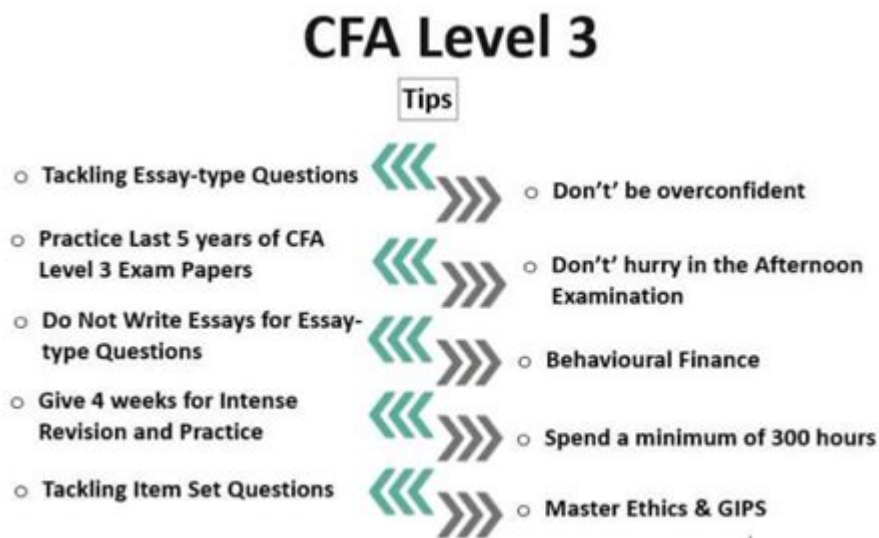 CFA Level 3
Tips
○ Tackling Essay-type Questions
○ Don’t’ be overconfident
○ Practice Last 5 years of CFA
Level 3 Exam Papers
○ Don’t’ hurry in the Afternoon
Examination
○ Do Not Write Essays for Essay-
type Questions
○ Behavioural Finance
○ Give 4 weeks for Intense
Revision and Practice
○ Spend a minimum of 300 hours
○ Tackling Item Set Questions
○ Master Ethics & GIPS